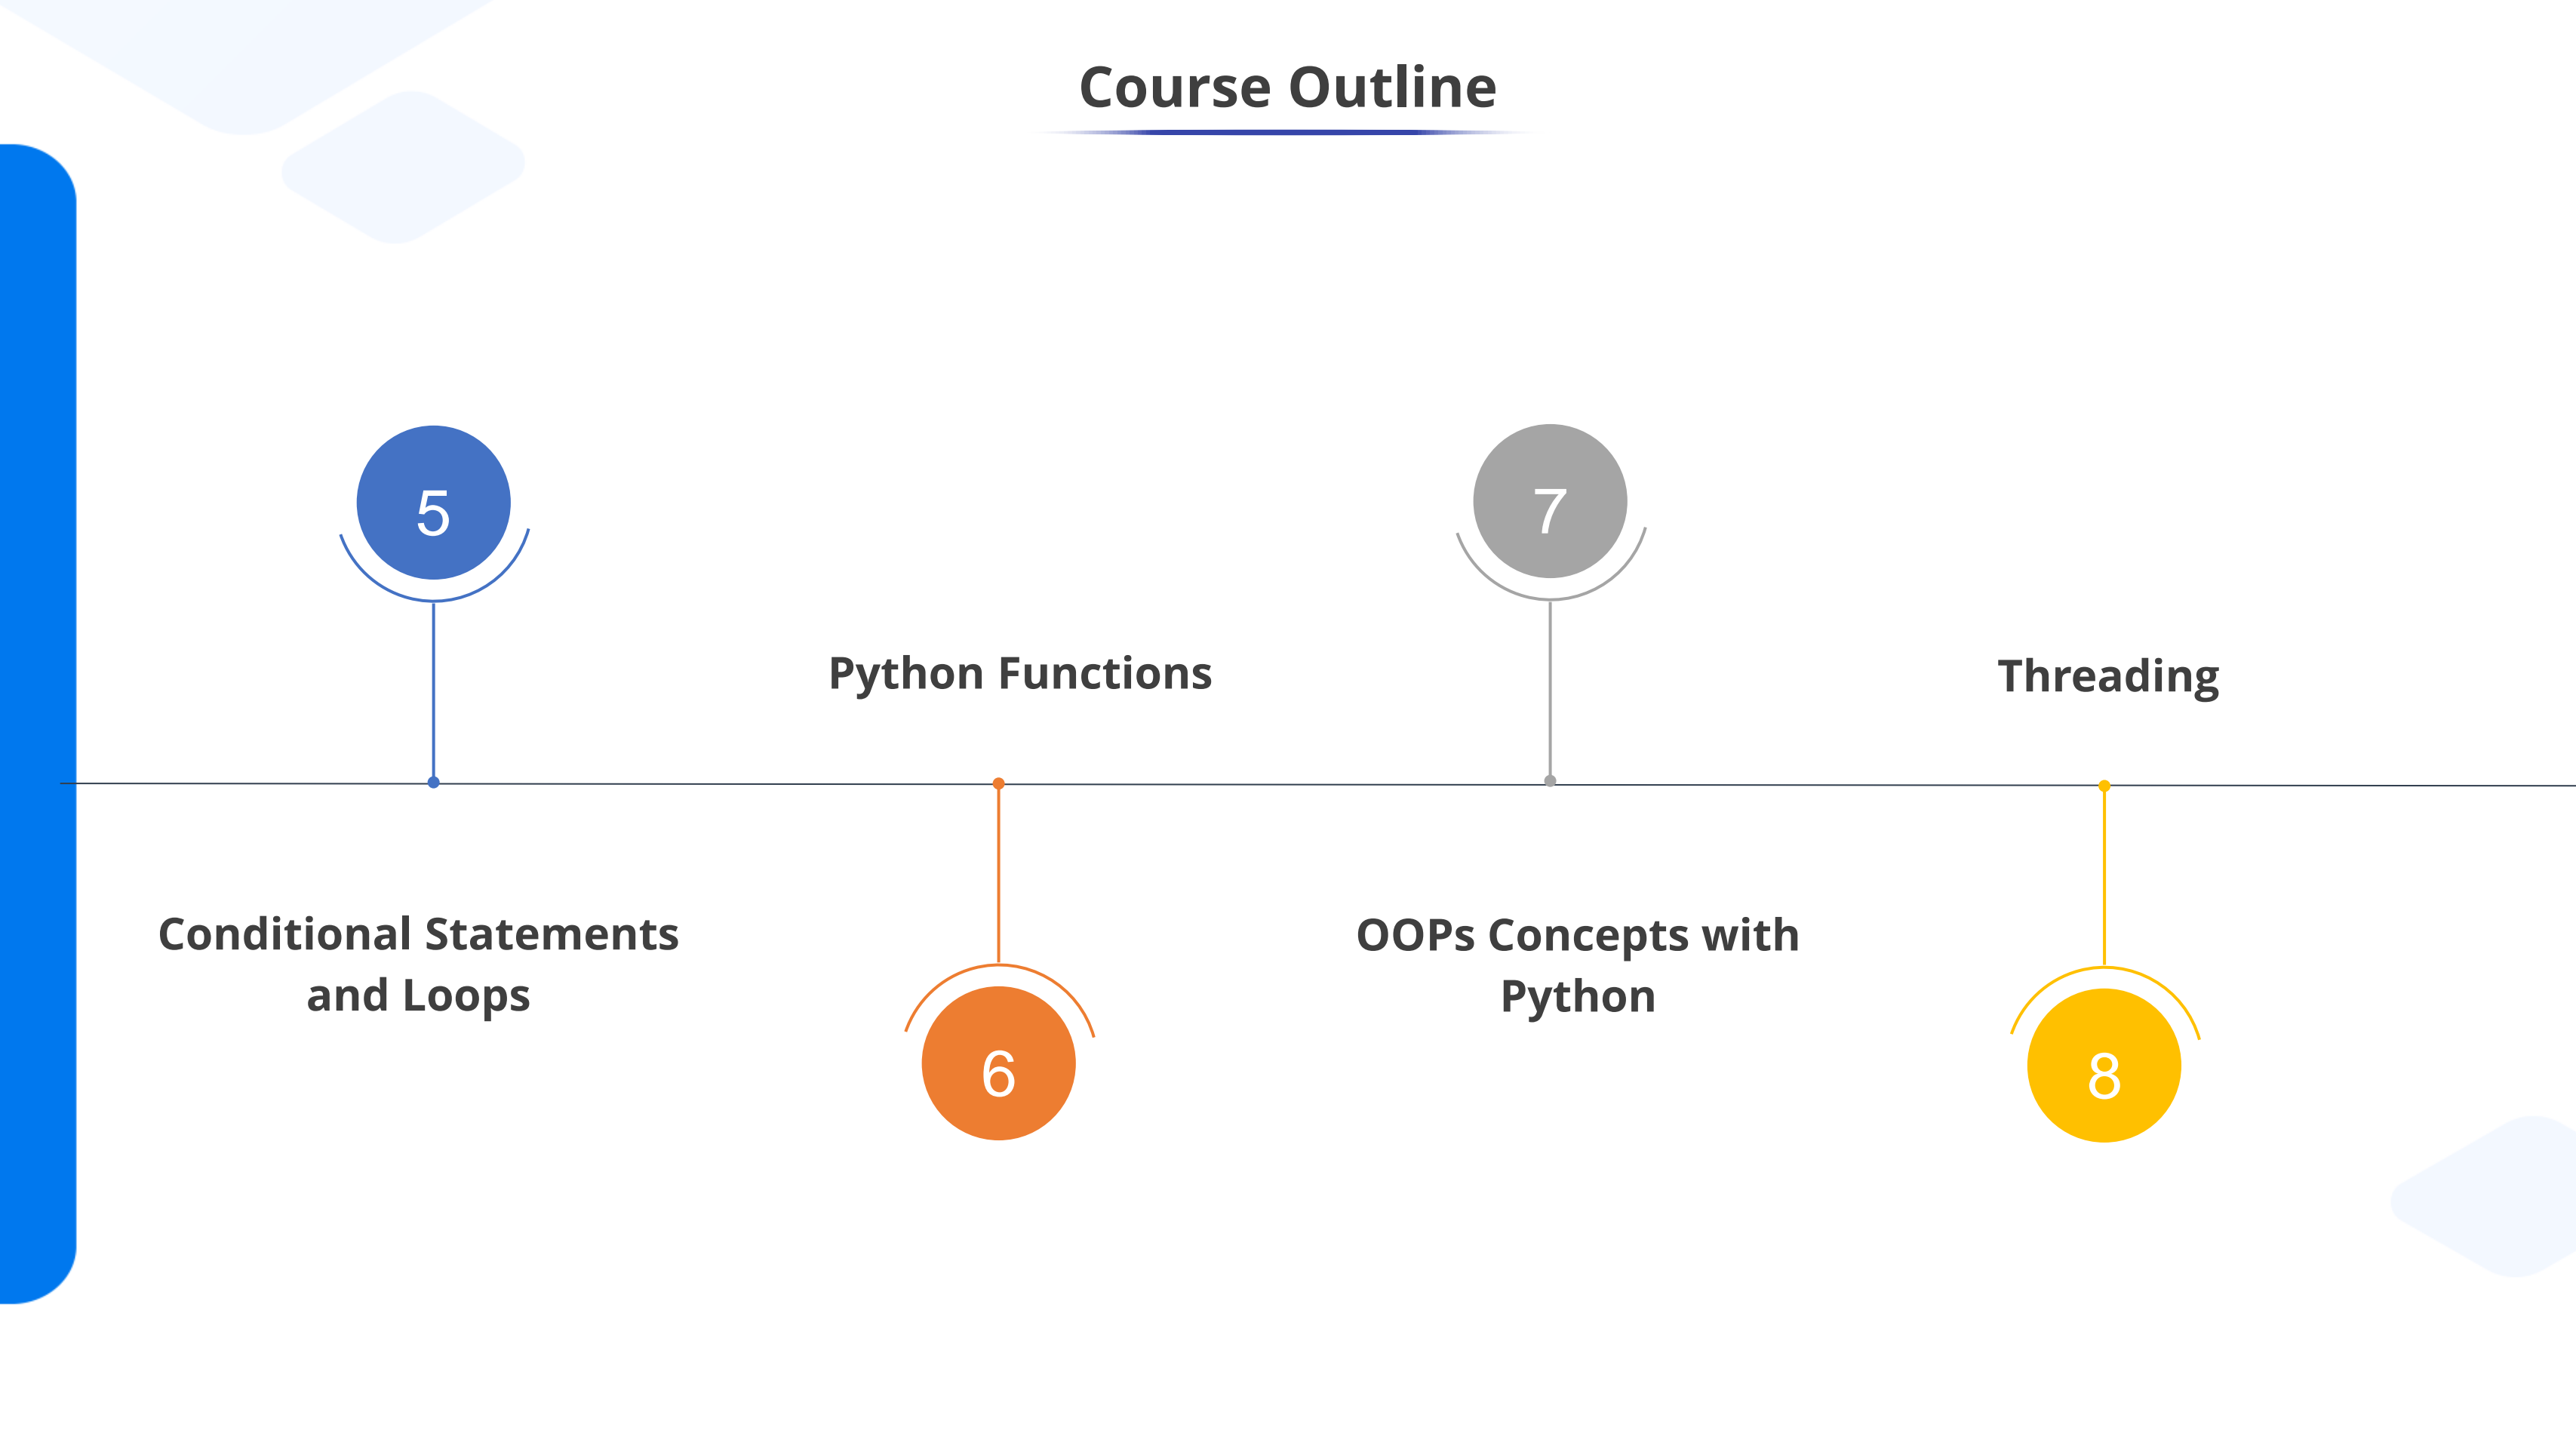 Course Outline
5
7
Python Functions
Threading
Conditional Statements
and Loops
OOPs Concepts with
Python
6
8